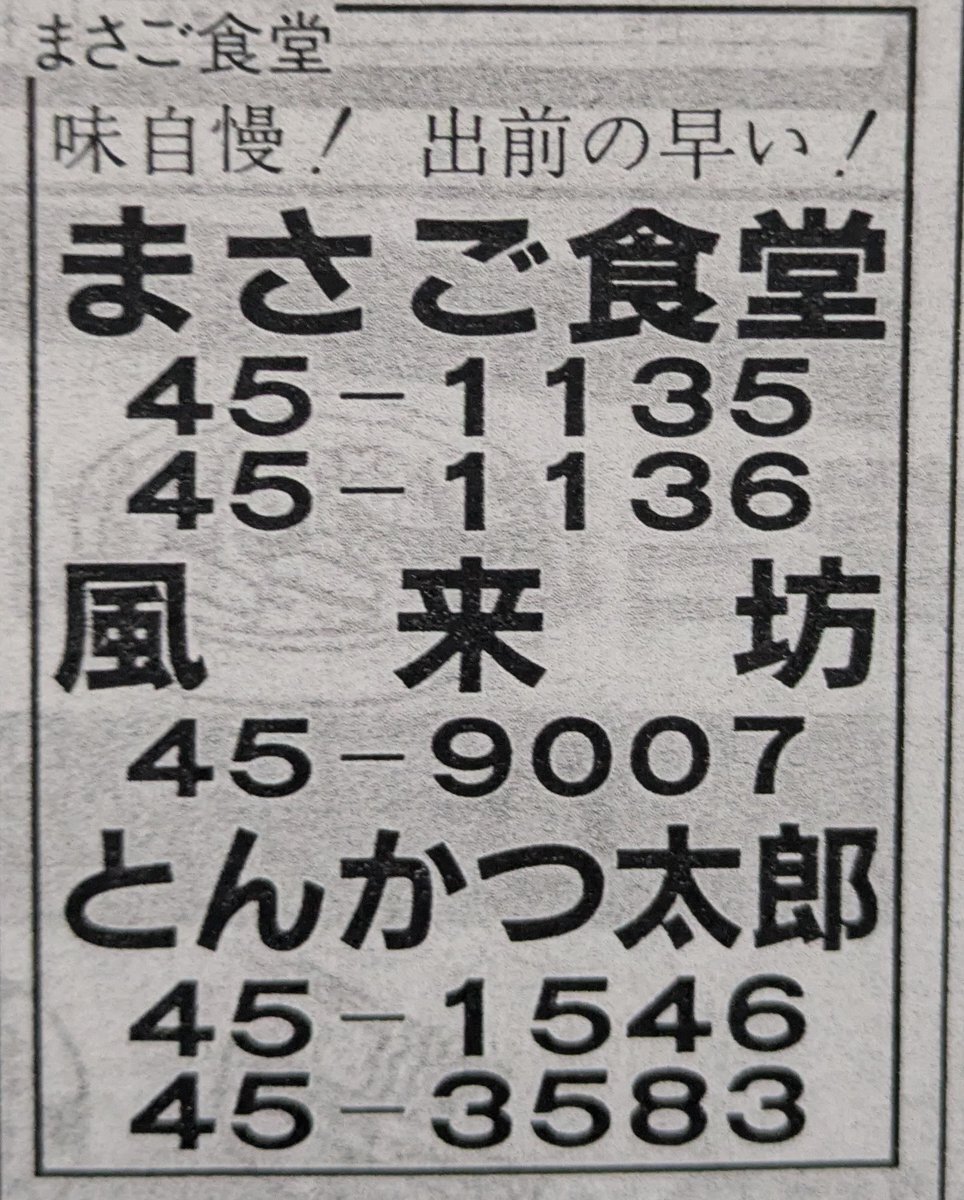 まさご食堂
味自慢! 出前の早い!
まさご食堂
45-1135
45-1136
風来坊
45-9007
とんかつ太郎
45-1546
45-3583